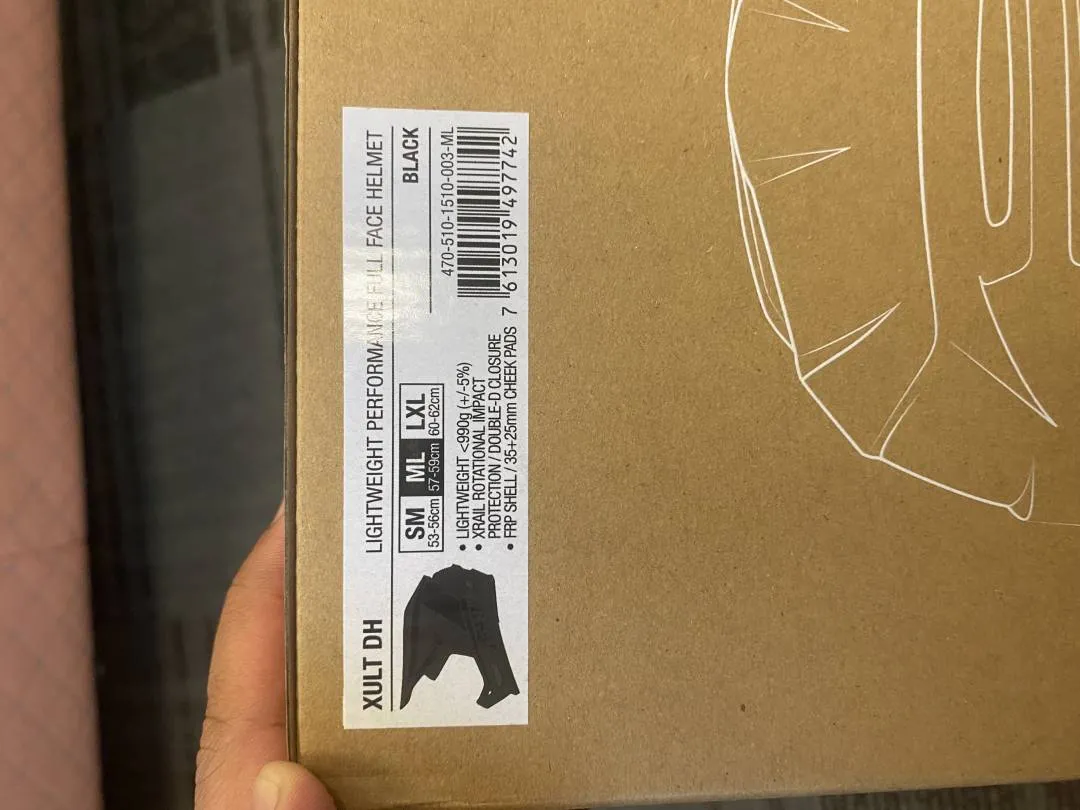 XULT DH
LIGHTWEIGHT PERFORMANCE FULL FACE HELMET
SM ML LXL
53-56cm 57-59cm 60-62cm
BLACK
• LIGHTWEIGHT <990g (+/-5%)
• XRAIL ROTATIONAL IMPACT
PROTECTION / DOUBLE-D CLOSURE
• FRP SHELL / 35+25mm CHEEK PADS
470-510-1510-003-ML
7 613019 497742